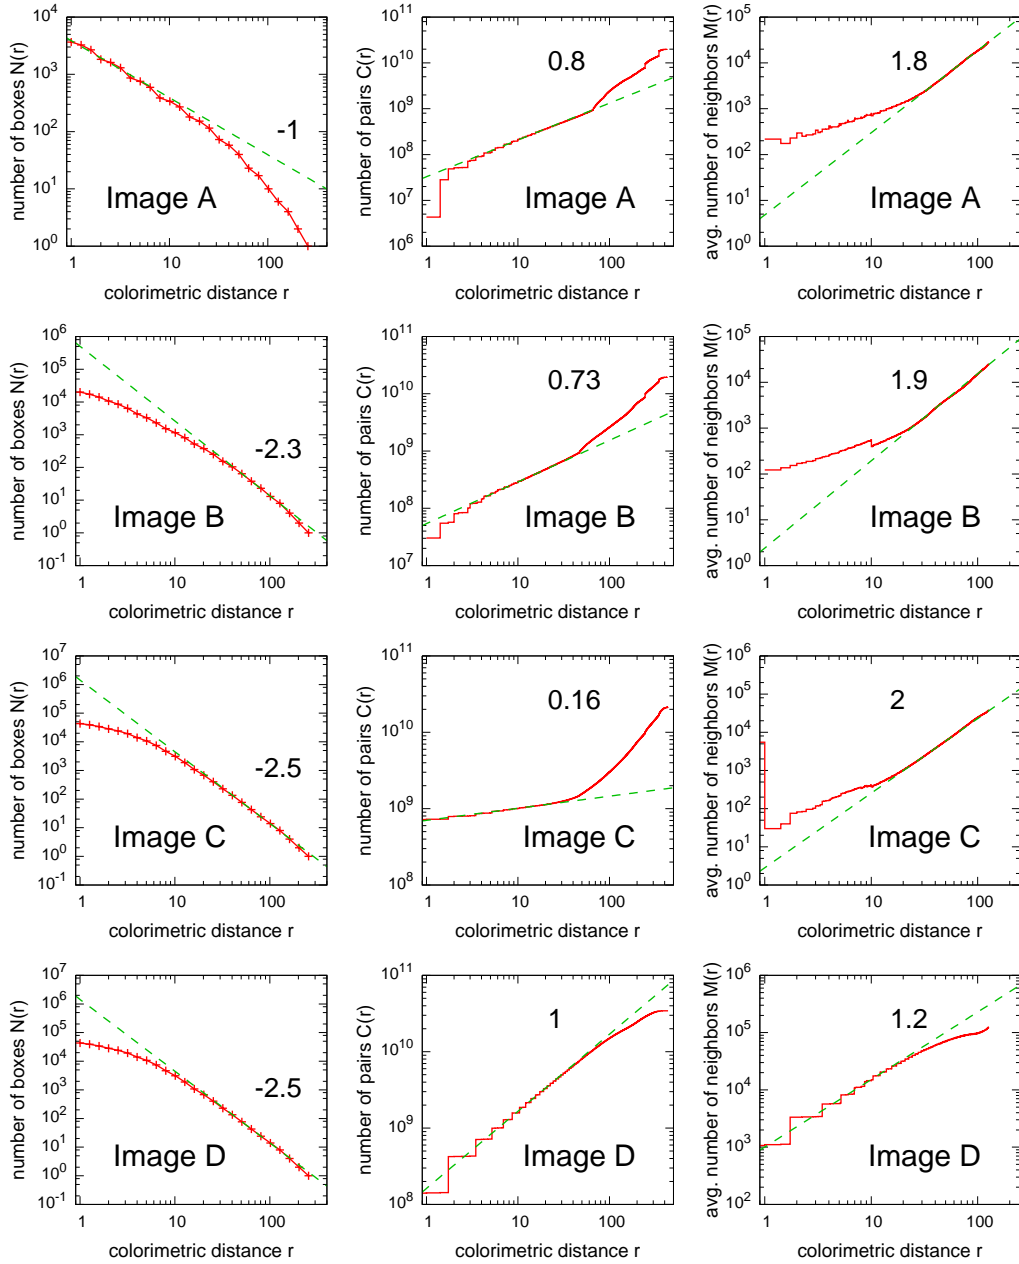 number of boxes N(r)
10^4
10^3
10^2
10^1
10^0
-1
Image A
1 10 100
colorimetric distance r
number of pairs C(r)
10^11
10^10
10^9
10^8
10^7
10^6
0.8
Image A
1 10 100
colorimetric distance r
avg. number of neighbors M(r)
10^5
10^4
10^3
10^2
10^1
10^0
1.8
Image A
1 10 100
colorimetric distance r
number of boxes N(r)
10^6
10^5
10^4
10^3
10^2
10^1
10^0
10^-1
-2.3
Image B
1 10 100
colorimetric distance r
number of pairs C(r)
10^11
10^10
10^9
10^8
10^7
0.73
Image B
1 10 100
colorimetric distance r
avg. number of neighbors M(r)
10^5
10^4
10^3
10^2
10^1
10^0
1.9
Image B
1 10 100
colorimetric distance r
number of boxes N(r)
10^7
10^6
10^5
10^4
10^3
10^2
10^1
10^0
10^-1
-2.5
Image C
1 10 100
colorimetric distance r
number of pairs C(r)
10^11
10^10
10^9
10^8
0.16
Image C
1 10 100
colorimetric distance r
avg. number of neighbors M(r)
10^6
10^5
10^4
10^3
10^2
10^1
10^0
2
Image C
1 10 100
colorimetric distance r
number of boxes N(r)
10^7
10^6
10^5
10^4
10^3
10^2
10^1
10^0
10^-1
-2.5
Image D
1 10 100
colorimetric distance r
number of pairs C(r)
10^11
10^10
10^9
10^8
1
Image D
1 10 100
colorimetric distance r
avg. number of neighbors M(r)
10^6
10^5
10^4
10^3
10^2
1.2
Image D
1 10 100
colorimetric distance r